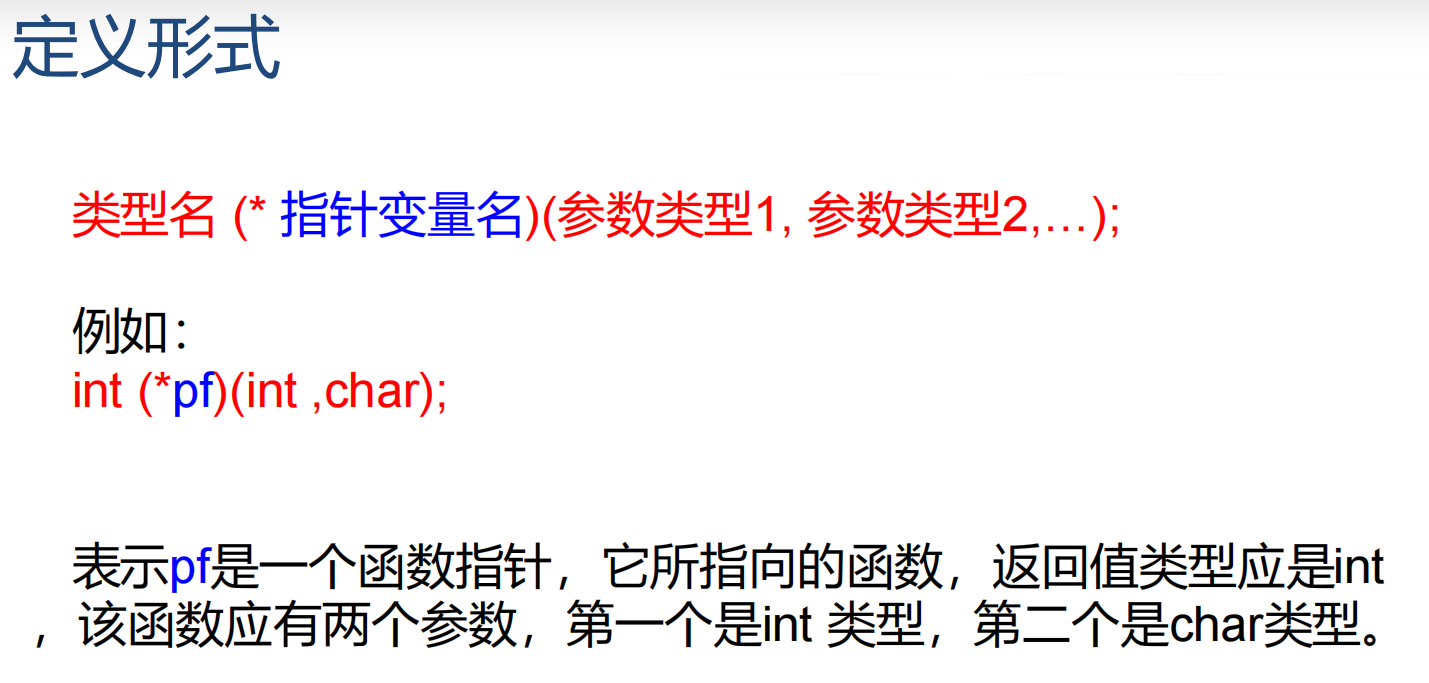 定义形式
类型名 (* 指针变量名)(参数类型1, 参数类型2,…);
例如：
int (*pf)(int ,char);
表示pf是一个函数指针，它所指向的函数，返回值类型应是int
，该函数应有两个参数，第一个是int 类型，第二个是char类型。